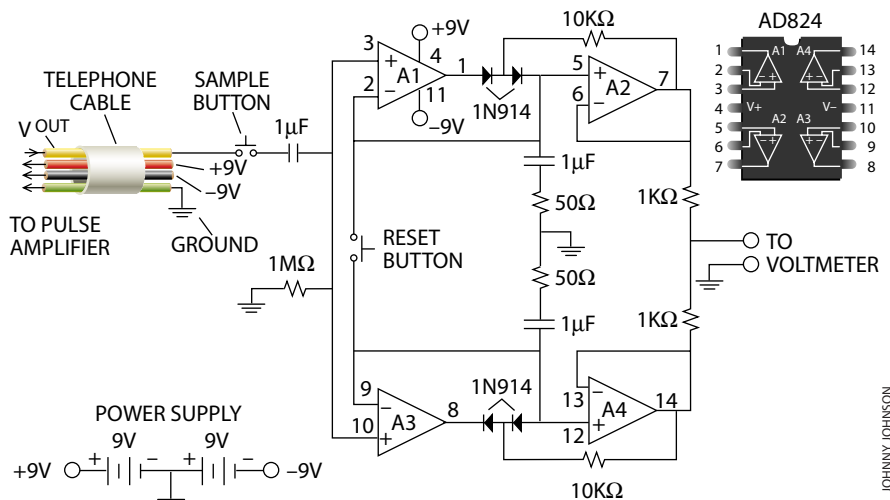 +9V
10KΩ
AD824
3
4
A1
1
5
7
2
11
6
A2
1N914
–9V
TELEPHONE
CABLE
SAMPLE
BUTTON
1µF
V OUT
+9V
–9V
TO PULSE
AMPLIFIER
GROUND
1µF
50Ω
1KΩ
RESET
BUTTON
TO
VOLTMETER
1MΩ
50Ω
1µF
1KΩ
9
10
A3
8
1N914
13
12
A4
14
10KΩ
POWER SUPPLY
9V
9V
+9V
–9V
+
–
+
–
1
2
3
4
5
6
7
A1
A4
V+
V–
A2
A3
14
13
12
11
10
9
8
JOHNNY JOHNSON